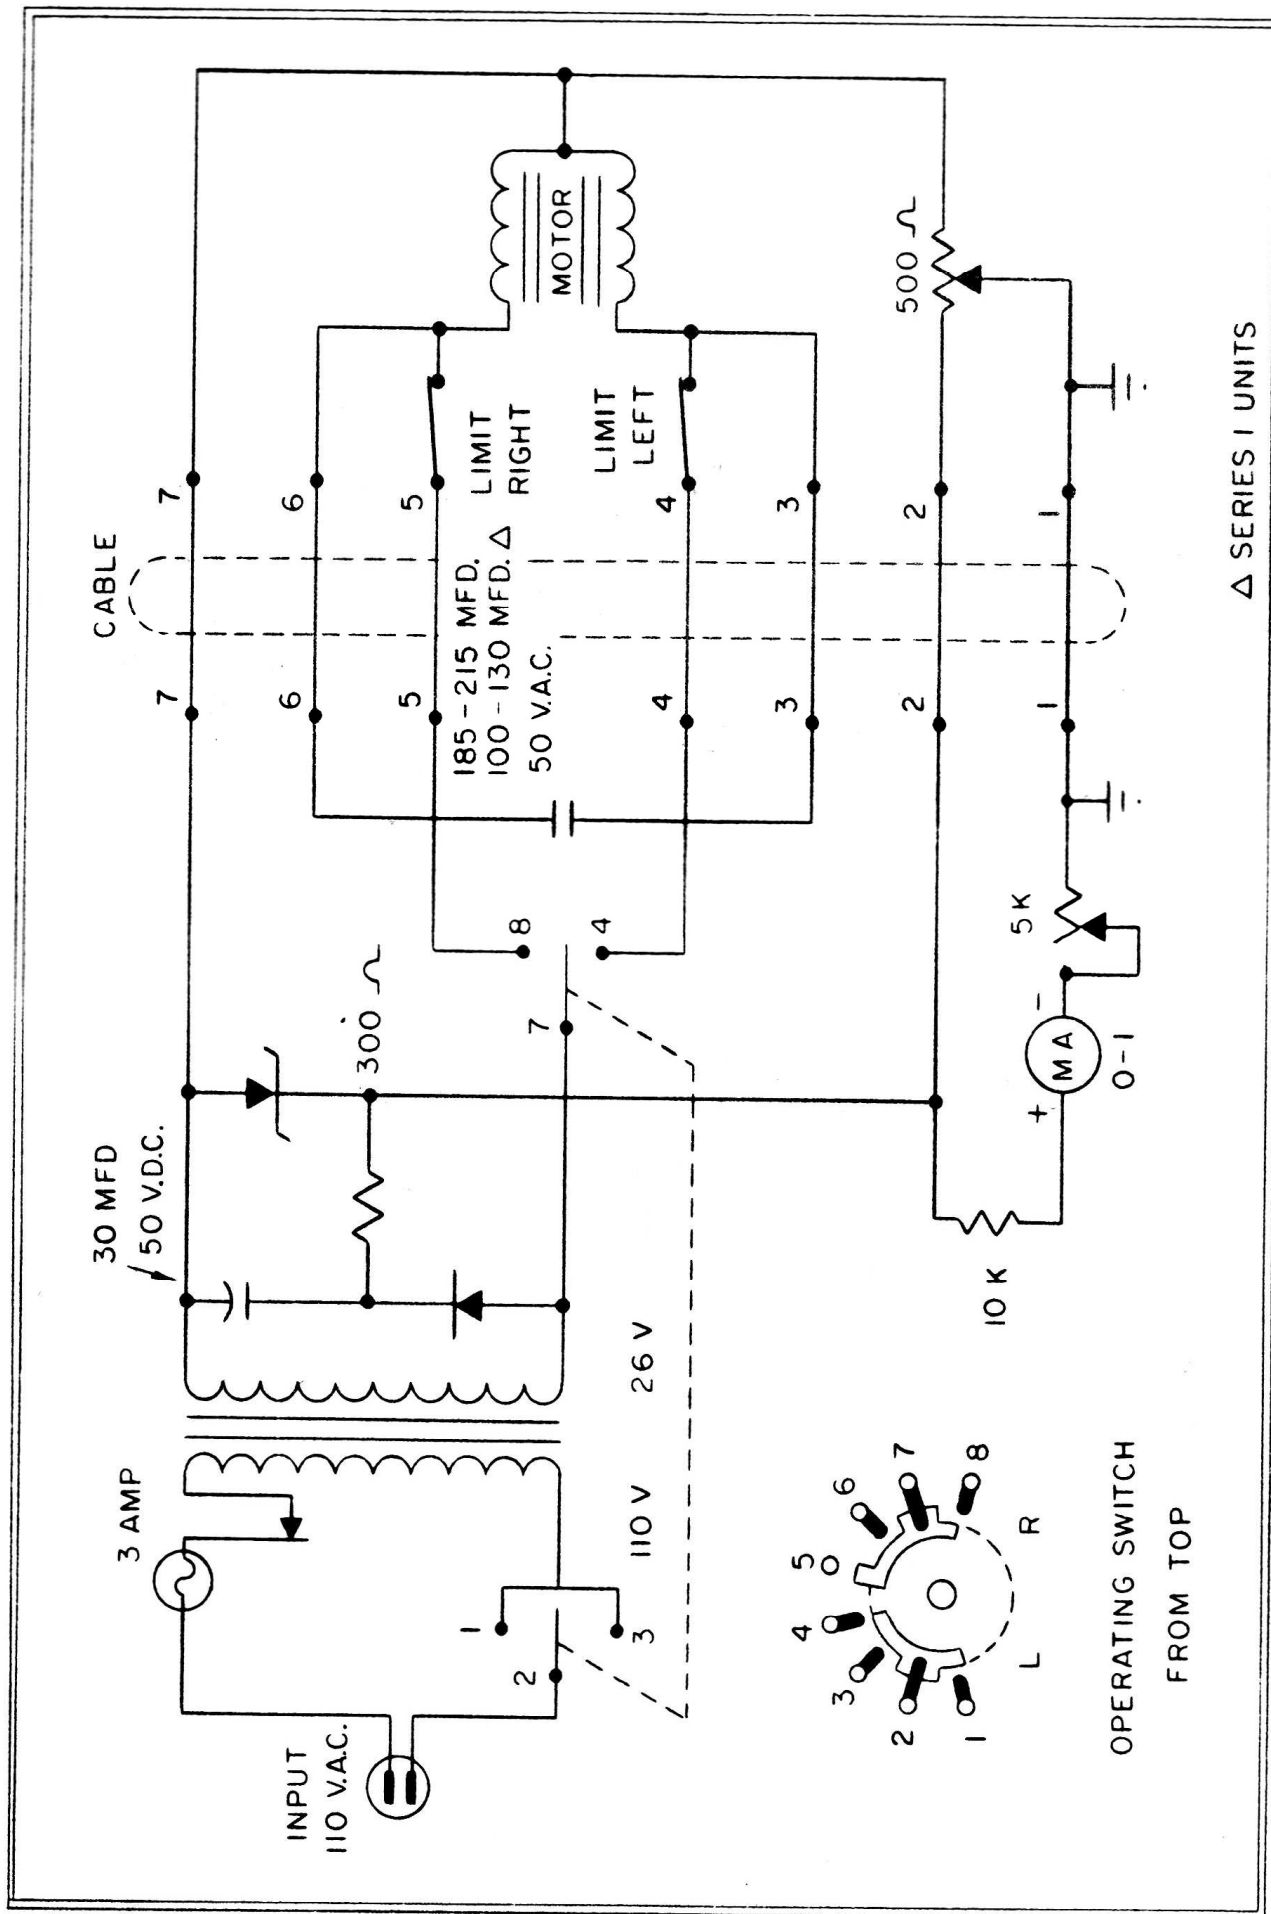 CABLE
7
7
6
6
5
5
LIMIT
RIGHT
185-215 MFD.
100-130 MFD. Δ
50 V.A.C.
MOTOR
LIMIT
LEFT
4
4
3
3
2
2
1
1
500 Ω
30 MFD
50 V.D.C.
300 Ω
8
7
4
3 AMP
INPUT
110 V.A.C.
1
2
3
110 V
26 V
10 K
+
MA
-
0-1
5K
1
2
3
4
5
6
7
8
L
R
OPERATING SWITCH
FROM TOP
Δ SERIES 1 UNITS